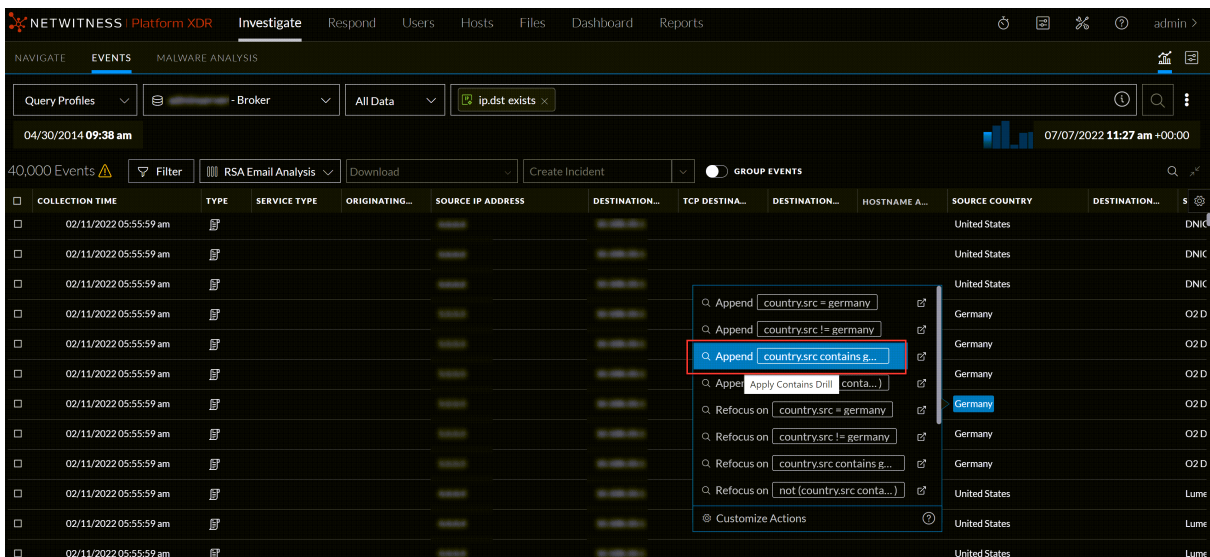 NETWITNESS | Platform XDR Investigate Respond Users Hosts Files Dashboard Reports admin >
NAVIGATE EVENTS MALWARE ANALYSIS
Query Profiles - Broker All Data ip.dst exists ×
04/30/2014 09:38 am 07/07/2022 11:27 am +00:00
40,000 Events Filter RSA Email Analysis Download Create Incident GROUP EVENTS
COLLECTION TIME TYPE SERVICE TYPE ORIGINATING... SOURCE IP ADDRESS DESTINATION... TCP DESTINA... DESTINATION... HOSTNAME A... SOURCE COUNTRY DESTINATION... S
02/11/2022 05:55:59 am United States DNIC
02/11/2022 05:55:59 am United States DNIC
02/11/2022 05:55:59 am United States DNIC
Append country.src = germany
02/11/2022 05:55:59 am Germany O2 D
Append country.src != germany
02/11/2022 05:55:59 am Germany O2 D
Append country.src contains g...
02/11/2022 05:55:59 am Germany O2 D
Apply Contains Drill conta... )
02/11/2022 05:55:59 am Germany O2 D
Refocus on country.src = germany
02/11/2022 05:55:59 am Germany O2 D
Refocus on country.src != germany
02/11/2022 05:55:59 am Germany O2 D
Refocus on country.src contains g...
02/11/2022 05:55:59 am United States Lume
Refocus on not (country.src conta... )
02/11/2022 05:55:59 am United States Lume
Customize Actions
02/11/2022 05:55:59 am United States Lume